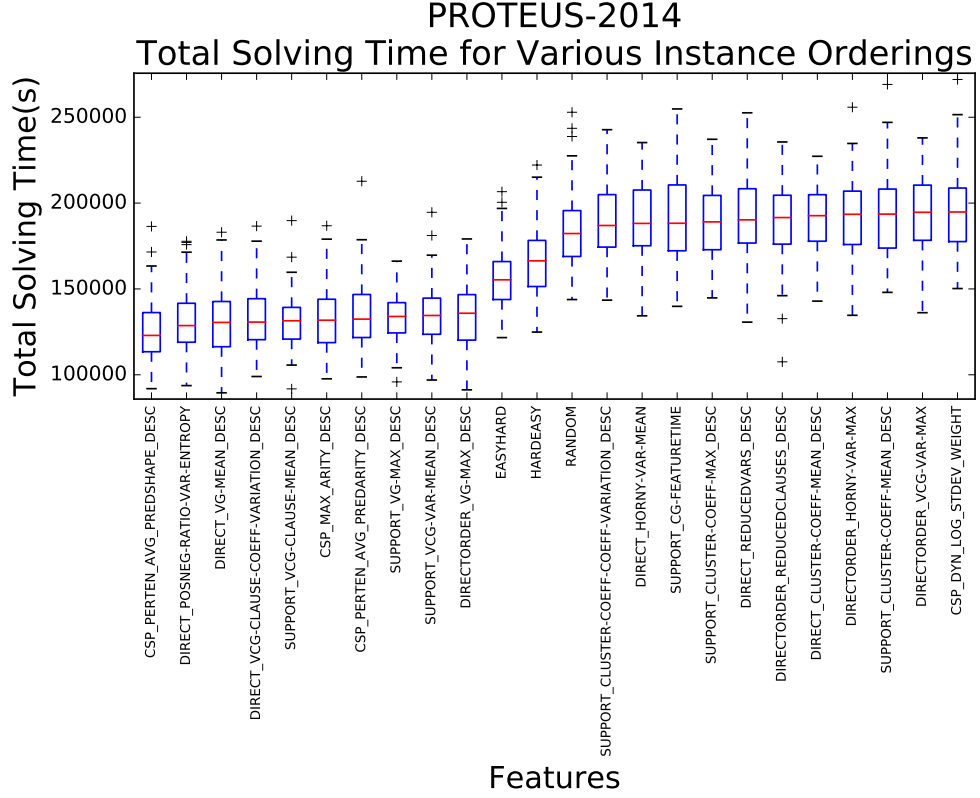 PROTEUS-2014
Total Solving Time for Various Instance Orderings
Total Solving Time(s)
250000
200000
150000
100000
CSP_PERTEN_AVG_PREDSHAPE_DESC
DIRECT_POSNEG-RATIO-VAR-ENTROPY
DIRECT_VG-MEAN_DESC
DIRECT_VCG-CLAUSE-COEFF-VARIATION_DESC
SUPPORT_VCG-CLAUSE-MEAN_DESC
CSP_MAX_ARITY_DESC
CSP_PERTEN_AVG_PREDARITY_DESC
SUPPORT_VG-MAX_DESC
SUPPORT_VCG-VAR-MEAN_DESC
DIRECTORDER_VG-MAX_DESC
EASYHARD
HARDEASY
RANDOM
SUPPORT_CLUSTER-COEFF-COEFF-VARIATION_DESC
DIRECT_HORNY-VAR-MEAN
SUPPORT_CG-FEATURETIME
SUPPORT_CLUSTER-COEFF-MAX_DESC
DIRECT_REDUCEDVARS_DESC
DIRECTORDER_REDUCEDCLAUSES_DESC
DIRECT_CLUSTER-COEFF-MEAN_DESC
DIRECTORDER_HORNY-VAR-MAX
SUPPORT_CLUSTER-COEFF-MEAN_DESC
DIRECTORDER_VCG-VAR-MAX
CSP_DYN_LOG_STDEV_WEIGHT
Features